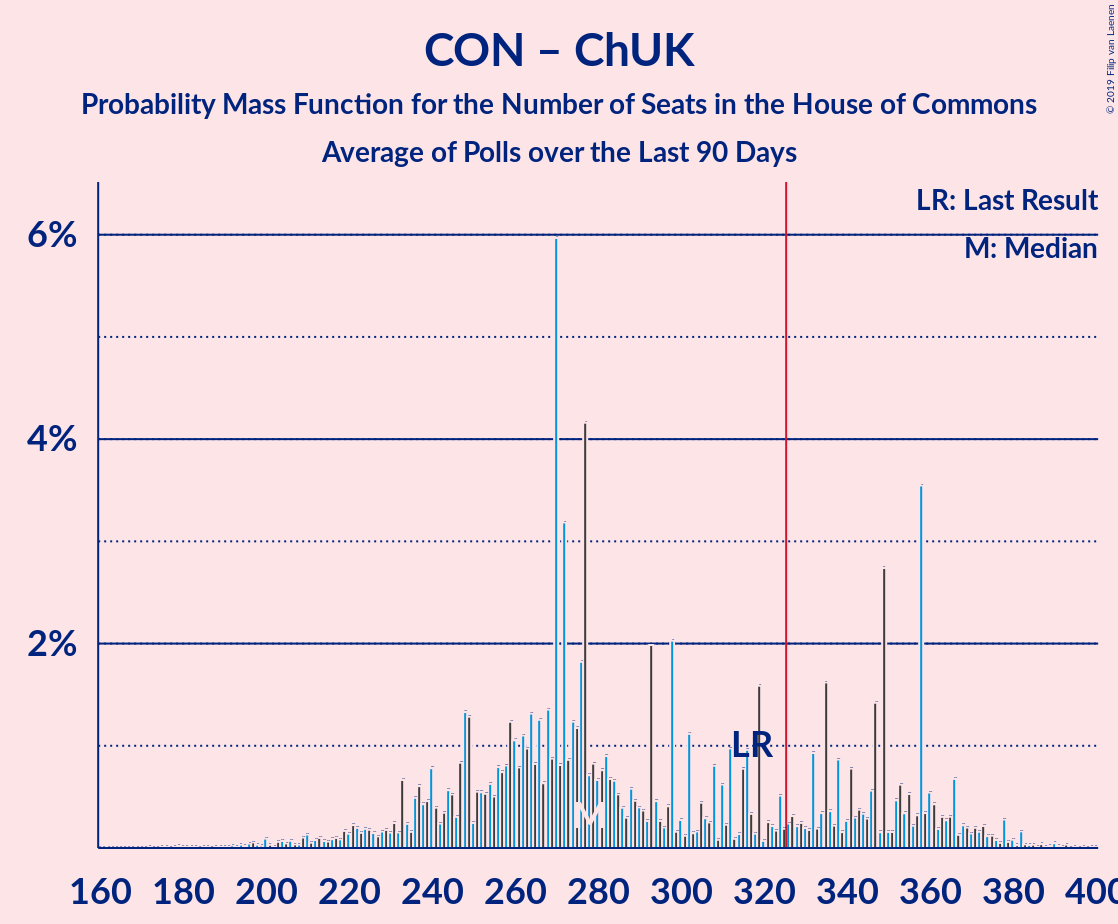 CON – ChUK
Probability Mass Function for the Number of Seats in the House of Commons
Average of Polls over the Last 90 Days
© 2019 Filip van Laenen
LR: Last Result
M: Median
6%
4%
2%
LR
M
160 180 200 220 240 260 280 300 320 340 360 380 400